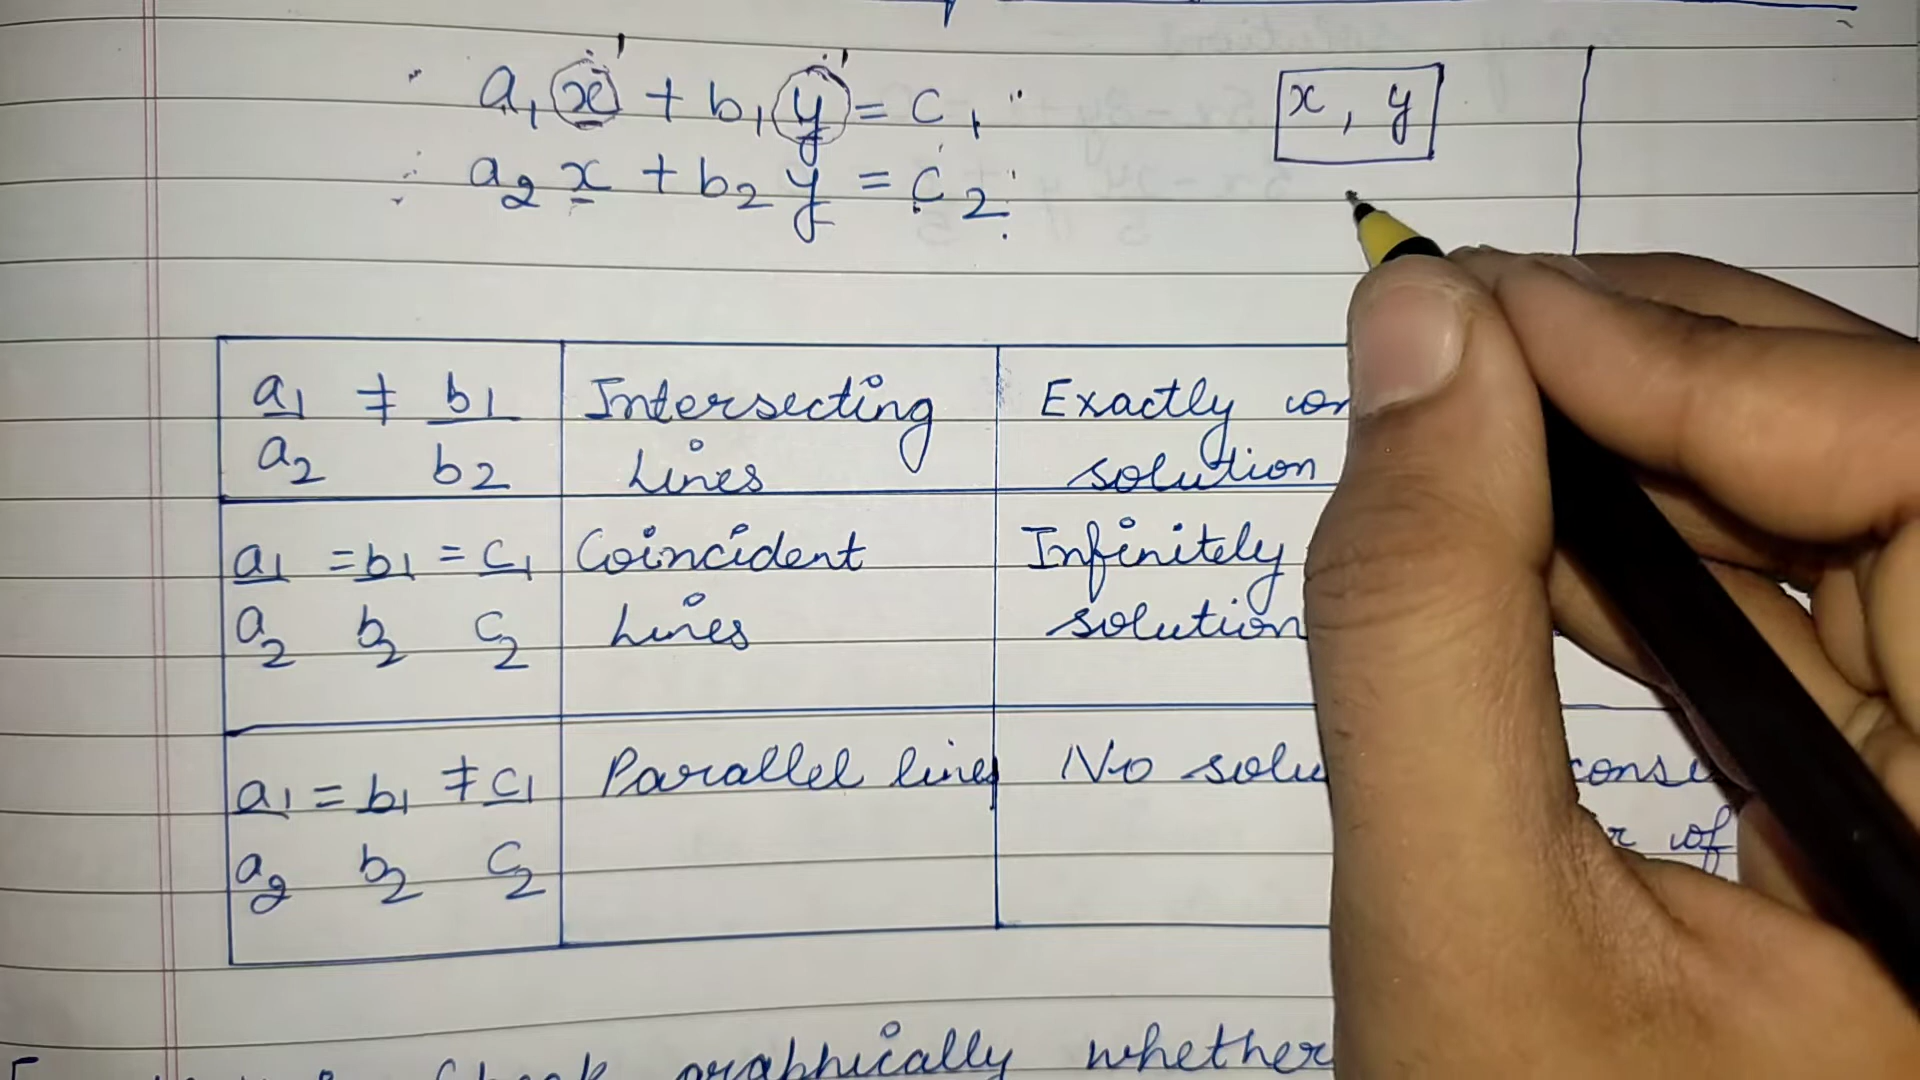 a₁x + b₁y = c₁
x, y
a₂x + b₂y = c₂
a₁ ≠ b₁ Intersecting Exactly
a₂ b₂ Lines solution
a₁ = b₁ = c₁ Coincident Infinitely
a₂ b₂ c₂ Lines solution
a₁ = b₁ ≠ c₁ Parallel lines No
a₂ b₂ c₂ of
graphically whether